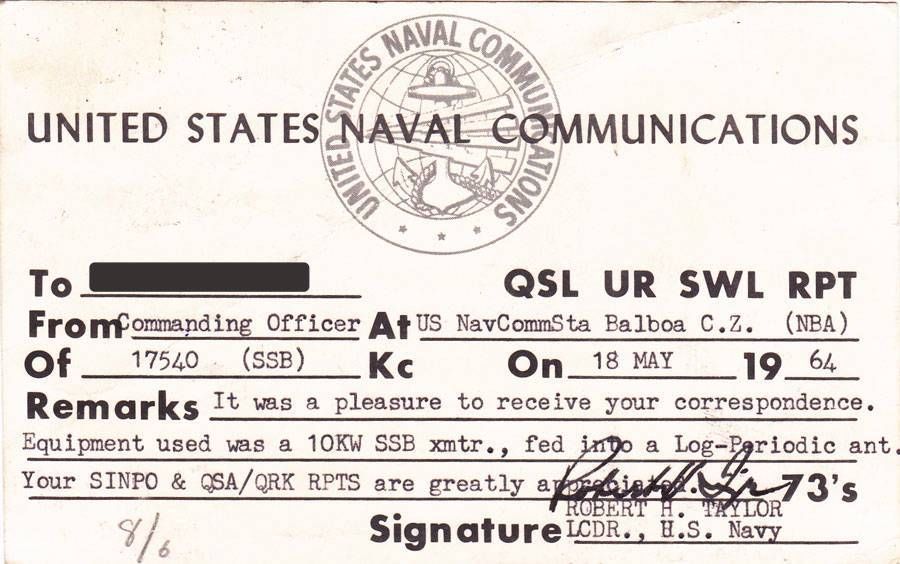 UNITED STATES NAVAL COMMUNICATIONS
UNITED STATES NAVAL COMMUNICATIONS
To
QSL UR SWL RPT
From Commanding Officer At US NavCommSta Balboa C.Z. (NBA)
Of 17540 (SSB) Kc On 18 MAY 19 64
Remarks It was a pleasure to receive your correspondence.
Equipment used was a 10KW SSB xmtr., fed into a Log-Periodic ant.
Your SINPO & QSA/QRK RPTS are greatly appreciated. 73's
ROBERT H. TAYLOR
Signature LCDR., U.S. Navy
8/6